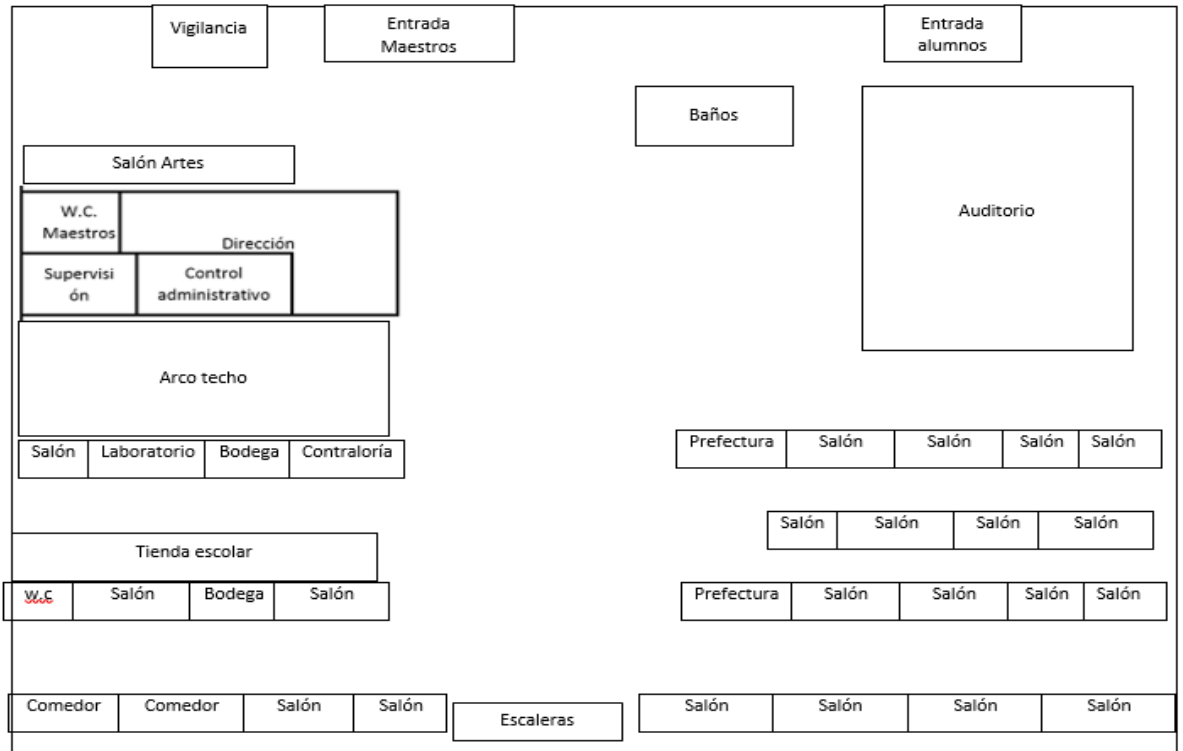 Vigilancia
Entrada
Maestros
Entrada
alumnos
Baños
Salón Artes
Auditorio
W.C.
Maestros
Dirección
Supervisi
ón
Control
administrativo
Arco techo
Salón Laboratorio Bodega Contraloría
Prefectura Salón Salón Salón Salón
Salón Salón Salón Salón
Tienda escolar
w.c Salón Bodega Salón
Prefectura Salón Salón Salón Salón
Comedor Comedor Salón Salón
Escaleras
Salón Salón Salón Salón